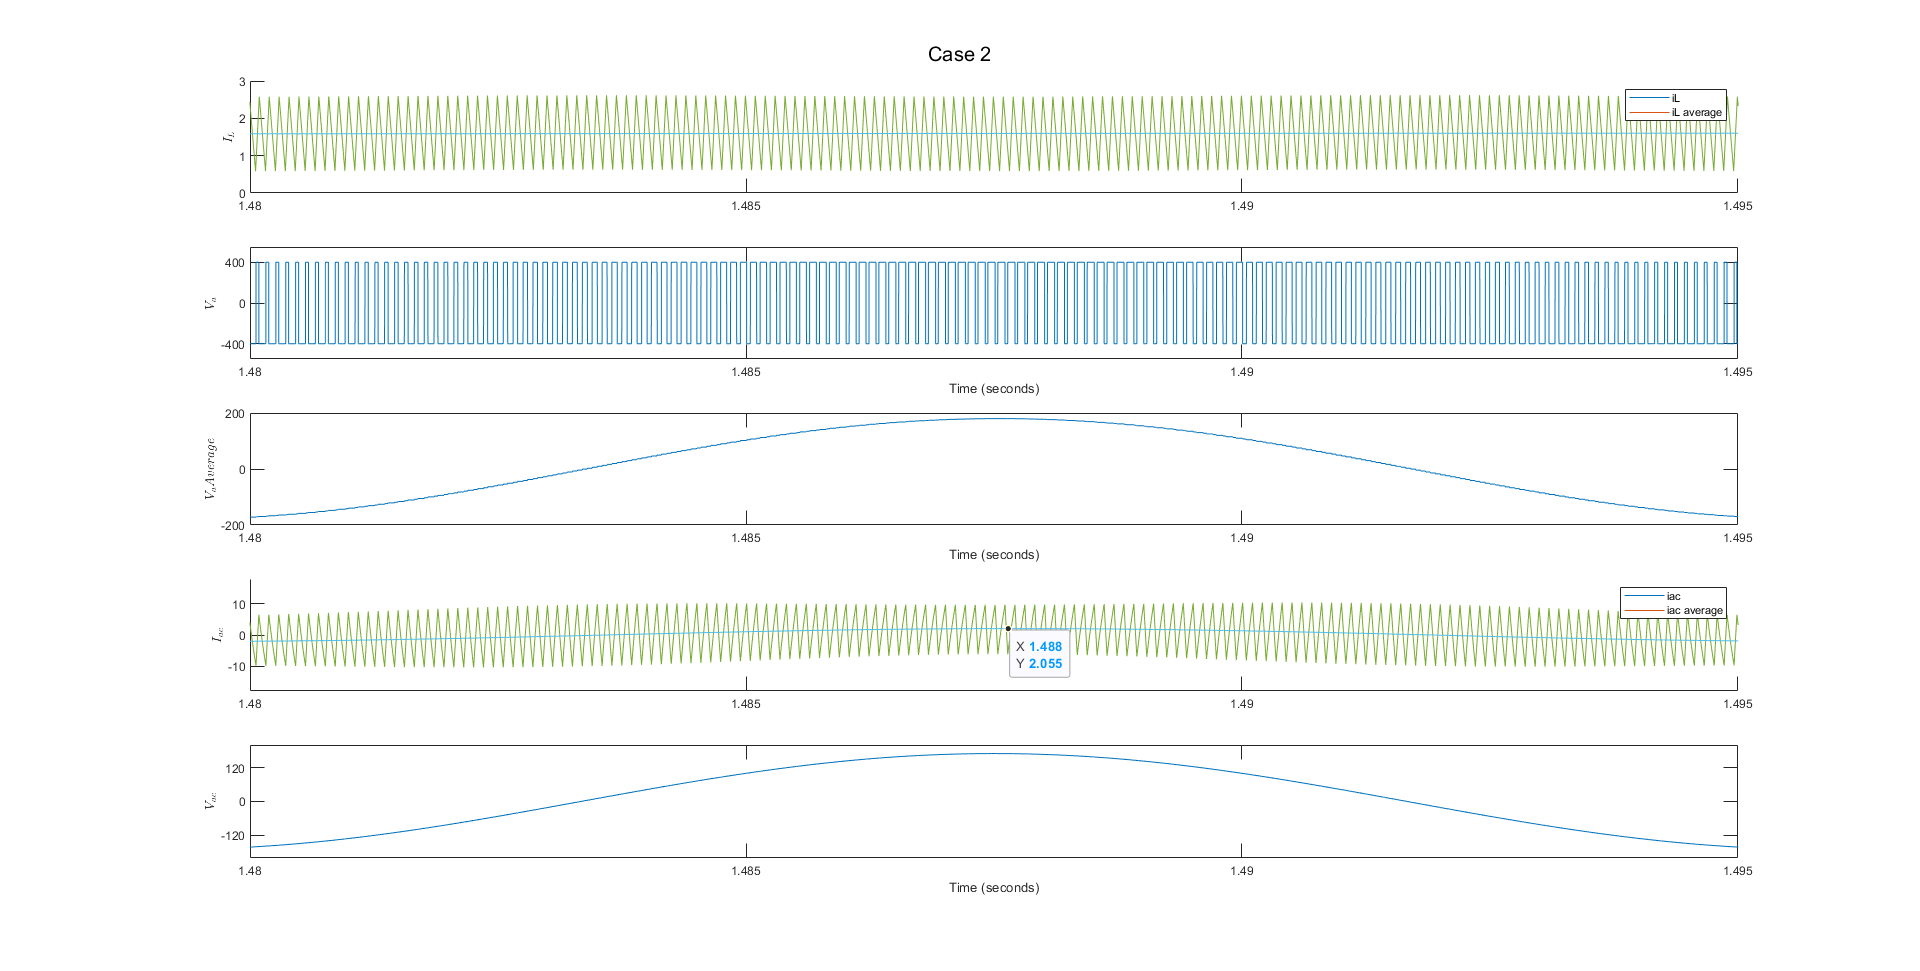 Case 2
3
2
1
0
I_L
iL
iL average
1.48 1.485 1.49 1.495
400
0
-400
V_o
1.48 1.485 1.49 1.495
Time (seconds)
200
0
-200
V_o Average
1.48 1.485 1.49 1.495
Time (seconds)
10
0
-10
I_ac
iac
iac average
X 1.488
Y 2.055
1.48 1.485 1.49 1.495
120
0
-120
V_ac
1.48 1.485 1.49 1.495
Time (seconds)